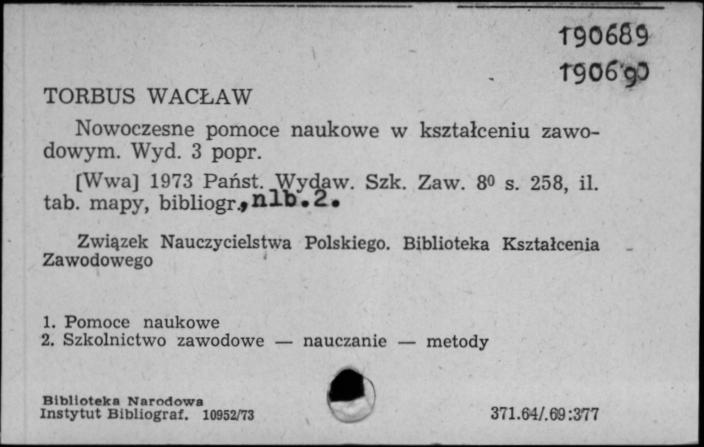 190689
190690
TORBUS WACŁAW
Nowoczesne pomoce naukowe w kształceniu zawo-
dowym. Wyd. 3 popr.
[Wwa] 1973 Państ. Wydaw. Szk. Zaw. 8⁰ s. 258, il.
tab. mapy, bibliogr., nlb.2.
Związek Nauczycielstwa Polskiego. Biblioteka Kształcenia
Zawodowego
1. Pomoce naukowe
2. Szkolnictwo zawodowe — nauczanie — metody
Biblioteka Narodowa
Instytut Bibliograf. 10952/73
371.64/.69:377